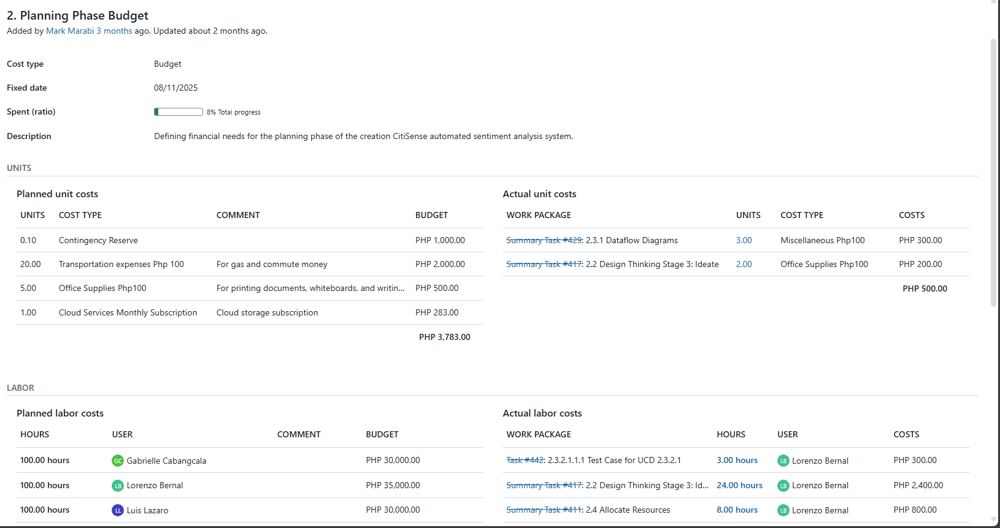 2. Planning Phase Budget
Added by Mark Marabi 3 months ago. Updated about 2 months ago.
Cost type Budget
Fixed date 08/11/2025
Spent (ratio) 8% Total progress
Description Defining financial needs for the planning phase of the creation CitiSense automated sentiment analysis system.
UNITS
Planned unit costs
UNITS COST TYPE COMMENT BUDGET
0.10 Contingency Reserve PHP 1,000.00
20.00 Transportation expenses Php 100 For gas and commute money PHP 2,000.00
5.00 Office Supplies Php100 For printing documents, whiteboards, and writin... PHP 500.00
1.00 Cloud Services Monthly Subscription Cloud storage subscription PHP 283.00
PHP 3,783.00
Actual unit costs
WORK PACKAGE UNITS COST TYPE COSTS
Summary Task #429: 2.3.1 Dataflow Diagrams 3.00 Miscellaneous Php100 PHP 300.00
Summary Task #417: 2.2 Design Thinking Stage 3: Ideate 2.00 Office Supplies Php100 PHP 200.00
PHP 500.00
LABOR
Planned labor costs
HOURS USER COMMENT BUDGET
100.00 hours GC Gabrielle Cabangcala PHP 30,000.00
100.00 hours LB Lorenzo Bernal PHP 35,000.00
100.00 hours LL Luis Lazaro PHP 30,000.00
Actual labor costs
WORK PACKAGE HOURS USER COSTS
Task #442: 2.3.2.1.1.1 Test Case for UCD 2.3.2.1 3.00 hours LB Lorenzo Bernal PHP 300.00
Summary Task #417: 2.2 Design Thinking Stage 3: Ide... 24.00 hours LB Lorenzo Bernal PHP 2,400.00
Summary Task #411: 2.4 Allocate Resources 8.00 hours LB Lorenzo Bernal PHP 800.00